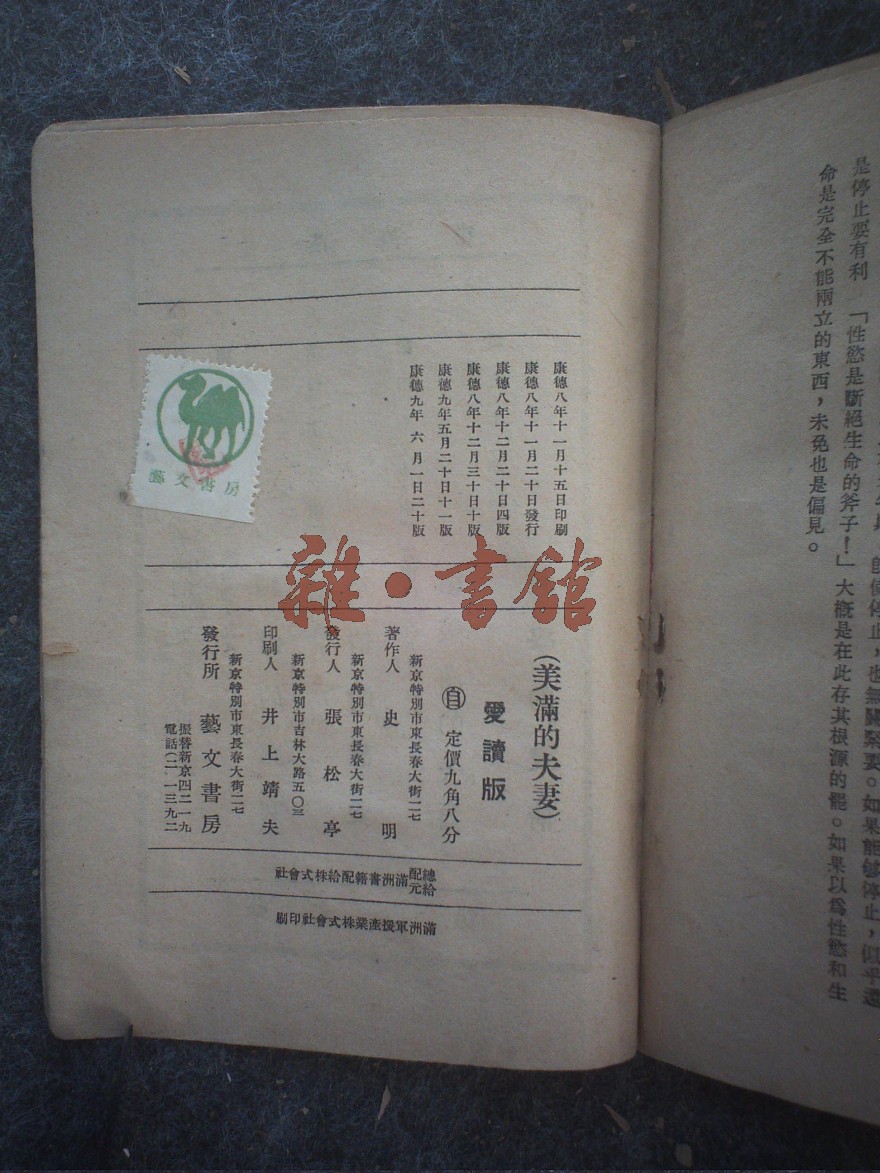 是停止要有利
「性慾是斷絕生命的斧子！」大概是在此存其根源的罷。如果以爲性慾和生
命是完全不能兩立的東西，未免也是偏見。
康德八年十一月十五日印刷
康德八年十一月二十日發行
康德八年十二月二十日四版
康德八年十二月三十日十版
康德九年五月二十日十一版
康德九年 六 月一日二十版
藝文書房
雜·書館
(美滿的夫妻)
愛讀版
自 定價九角八分
新京特別市東長春大街一一七
著作人 史 明
新京特別市東長春大街一一七
發行人 張 松 亭
新京特別市吉林大路五〇三
印刷人 井 上 靖 夫
新京特別市東長春大街一一七
發行所 藝 文 書 房
振替新京四二一九
電話(二)一三九二
總配給元 滿洲書籍配給株式會社
滿洲軍援產業株式會社印刷